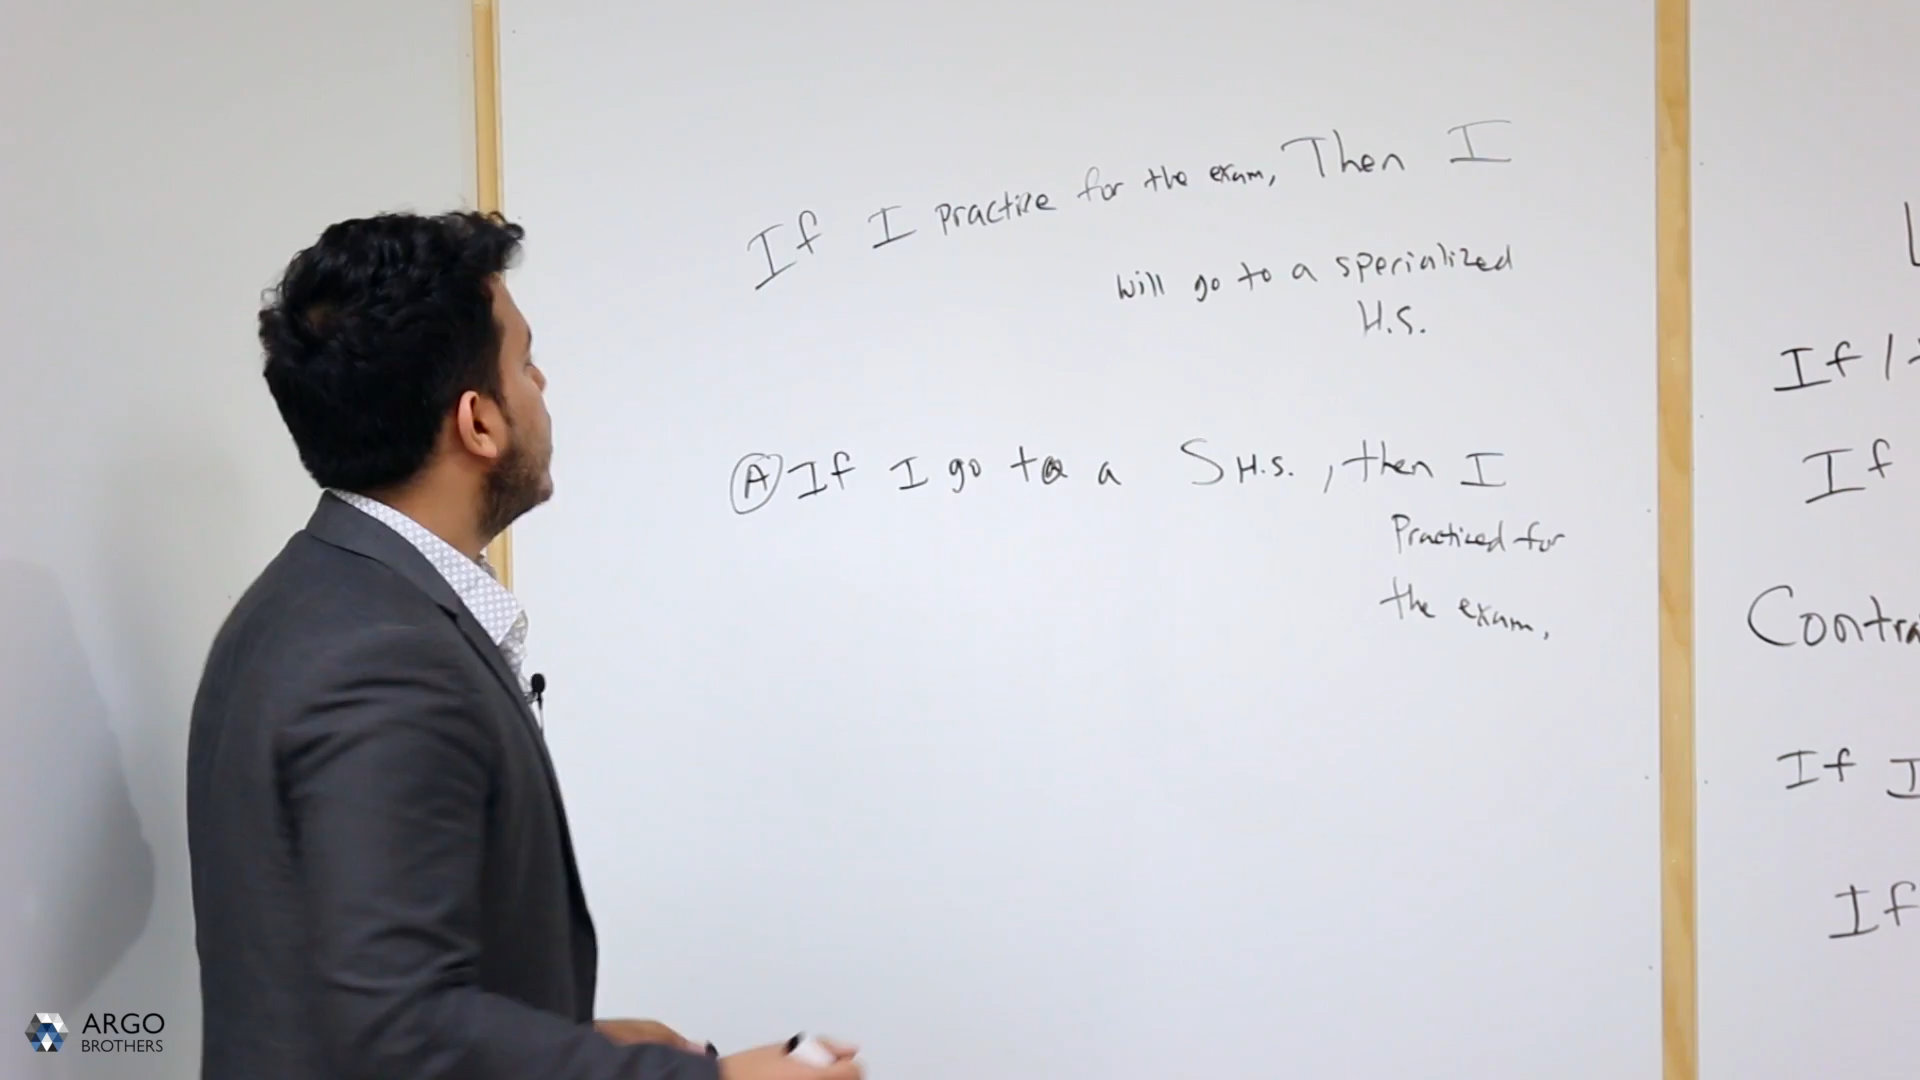 If I practice for the exam, Then I
will go to a specialized
H.S.
(A) If I go to a S H.S., then I
Practiced for
the exam.
If
If
If I
If
ARGO
BROTHERS